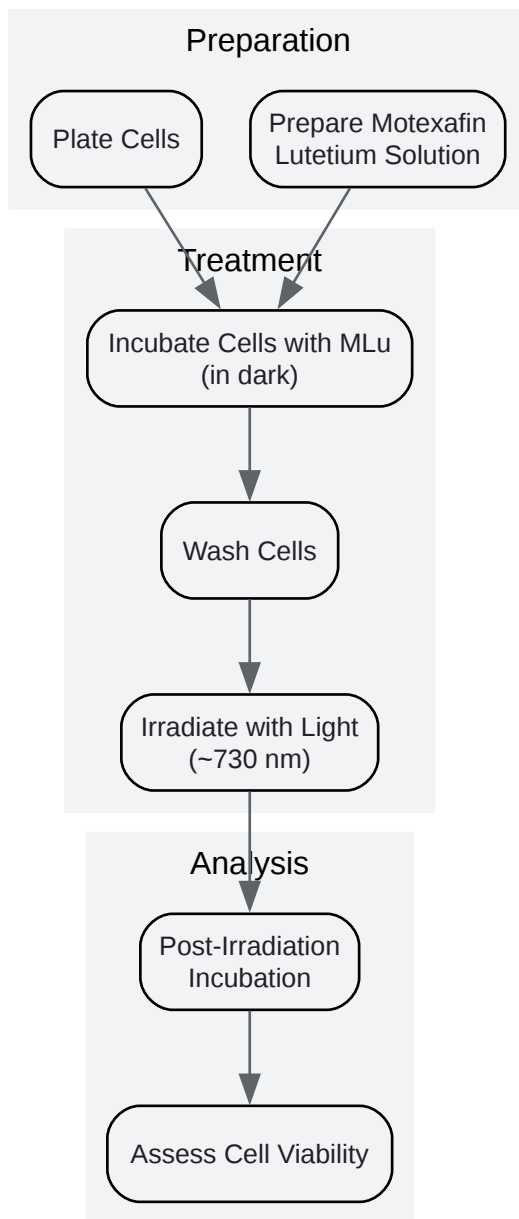 Preparation
Plate Cells
Prepare Motexafin
Lutetium Solution
Treatment
Incubate Cells with MLu
(in dark)
Wash Cells
Irradiate with Light
(~730 nm)
Analysis
Post-Irradiation
Incubation
Assess Cell Viability